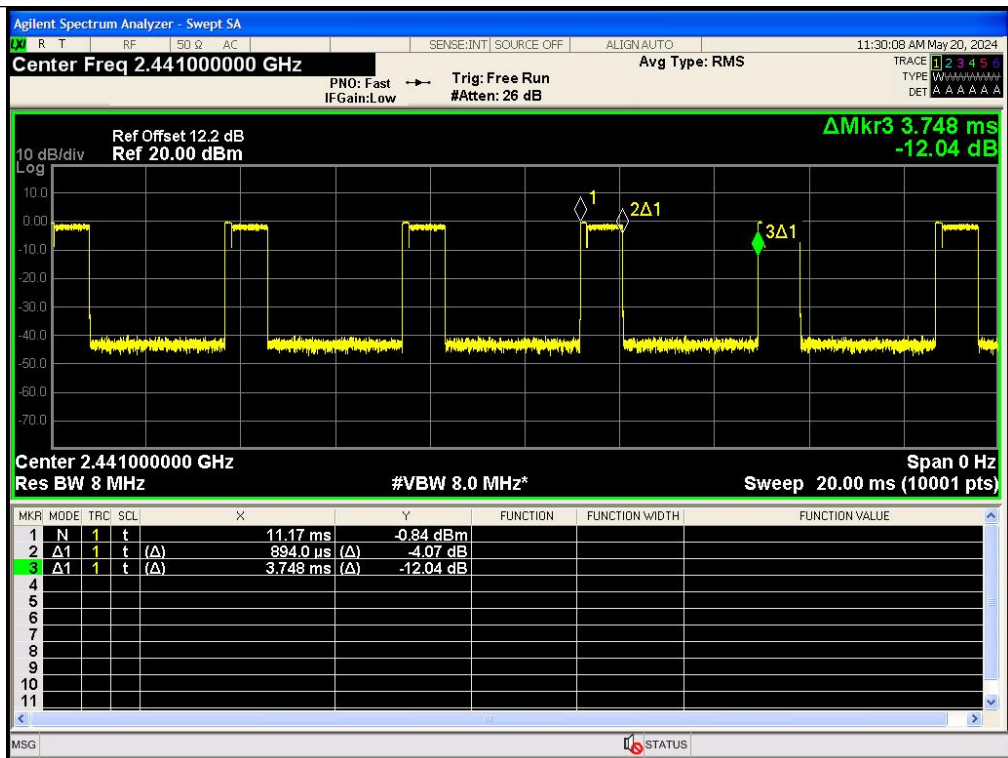 Agilent Spectrum Analyzer - Swept SA
LXI R T RF 50 Ω AC SENSE:INT SOURCE OFF ALIGN AUTO 11:30:08 AM May 20, 2024
Center Freq 2.441000000 GHz Avg Type: RMS TRACE 1 2 3 4 5 6
PNO: Fast Trig: Free Run TYPE W
IFGain:Low #Atten: 26 dB DET A A A A A A
ΔMkr3 3.748 ms
Ref Offset 12.2 dB
10 dB/div Ref 20.00 dBm -12.04 dB
Log
10.0
1
0.00
2Δ1
3Δ1
-10.0
-20.0
-30.0
-40.0
-50.0
-60.0
-70.0
Center 2.441000000 GHz Span 0 Hz
Res BW 8 MHz #VBW 8.0 MHz* Sweep 20.00 ms (10001 pts)
MKR MODE TRC SCL X Y FUNCTION FUNCTION WIDTH FUNCTION VALUE
1 N 1 t 11.17 ms -0.84 dBm
2 Δ1 1 t (Δ) 894.0 µs (Δ) -4.07 dB
3 Δ1 1 t (Δ) 3.748 ms (Δ) -12.04 dB
4
5
6
7
8
9
10
11
MSG STATUS